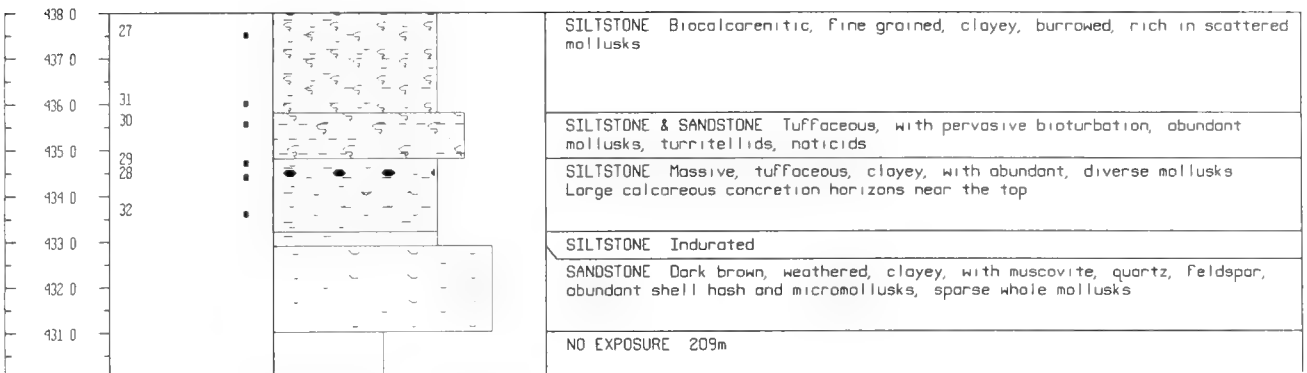 438 0
27
SILTSTONE Biocalcarenitic, fine grained, clayey, burrowed, rich in scattered
mollusks
437 0
436 0
31
30
SILTSTONE & SANDSTONE Tuffaceous, with pervasive bioturbation, abundant
mollusks, turritellids, naticids
435 0
29
28
SILTSTONE Massive, tuffaceous, clayey, with abundant, diverse mollusks
Large calcareous concretion horizons near the top
434 0
32
433 0
SILTSTONE Indurated
SANDSTONE Dark brown, weathered, clayey, with muscovite, quartz, feldspar,
abundant shell hash and micromollusks, sparse whole mollusks
432 0
431 0
NO EXPOSURE 209m